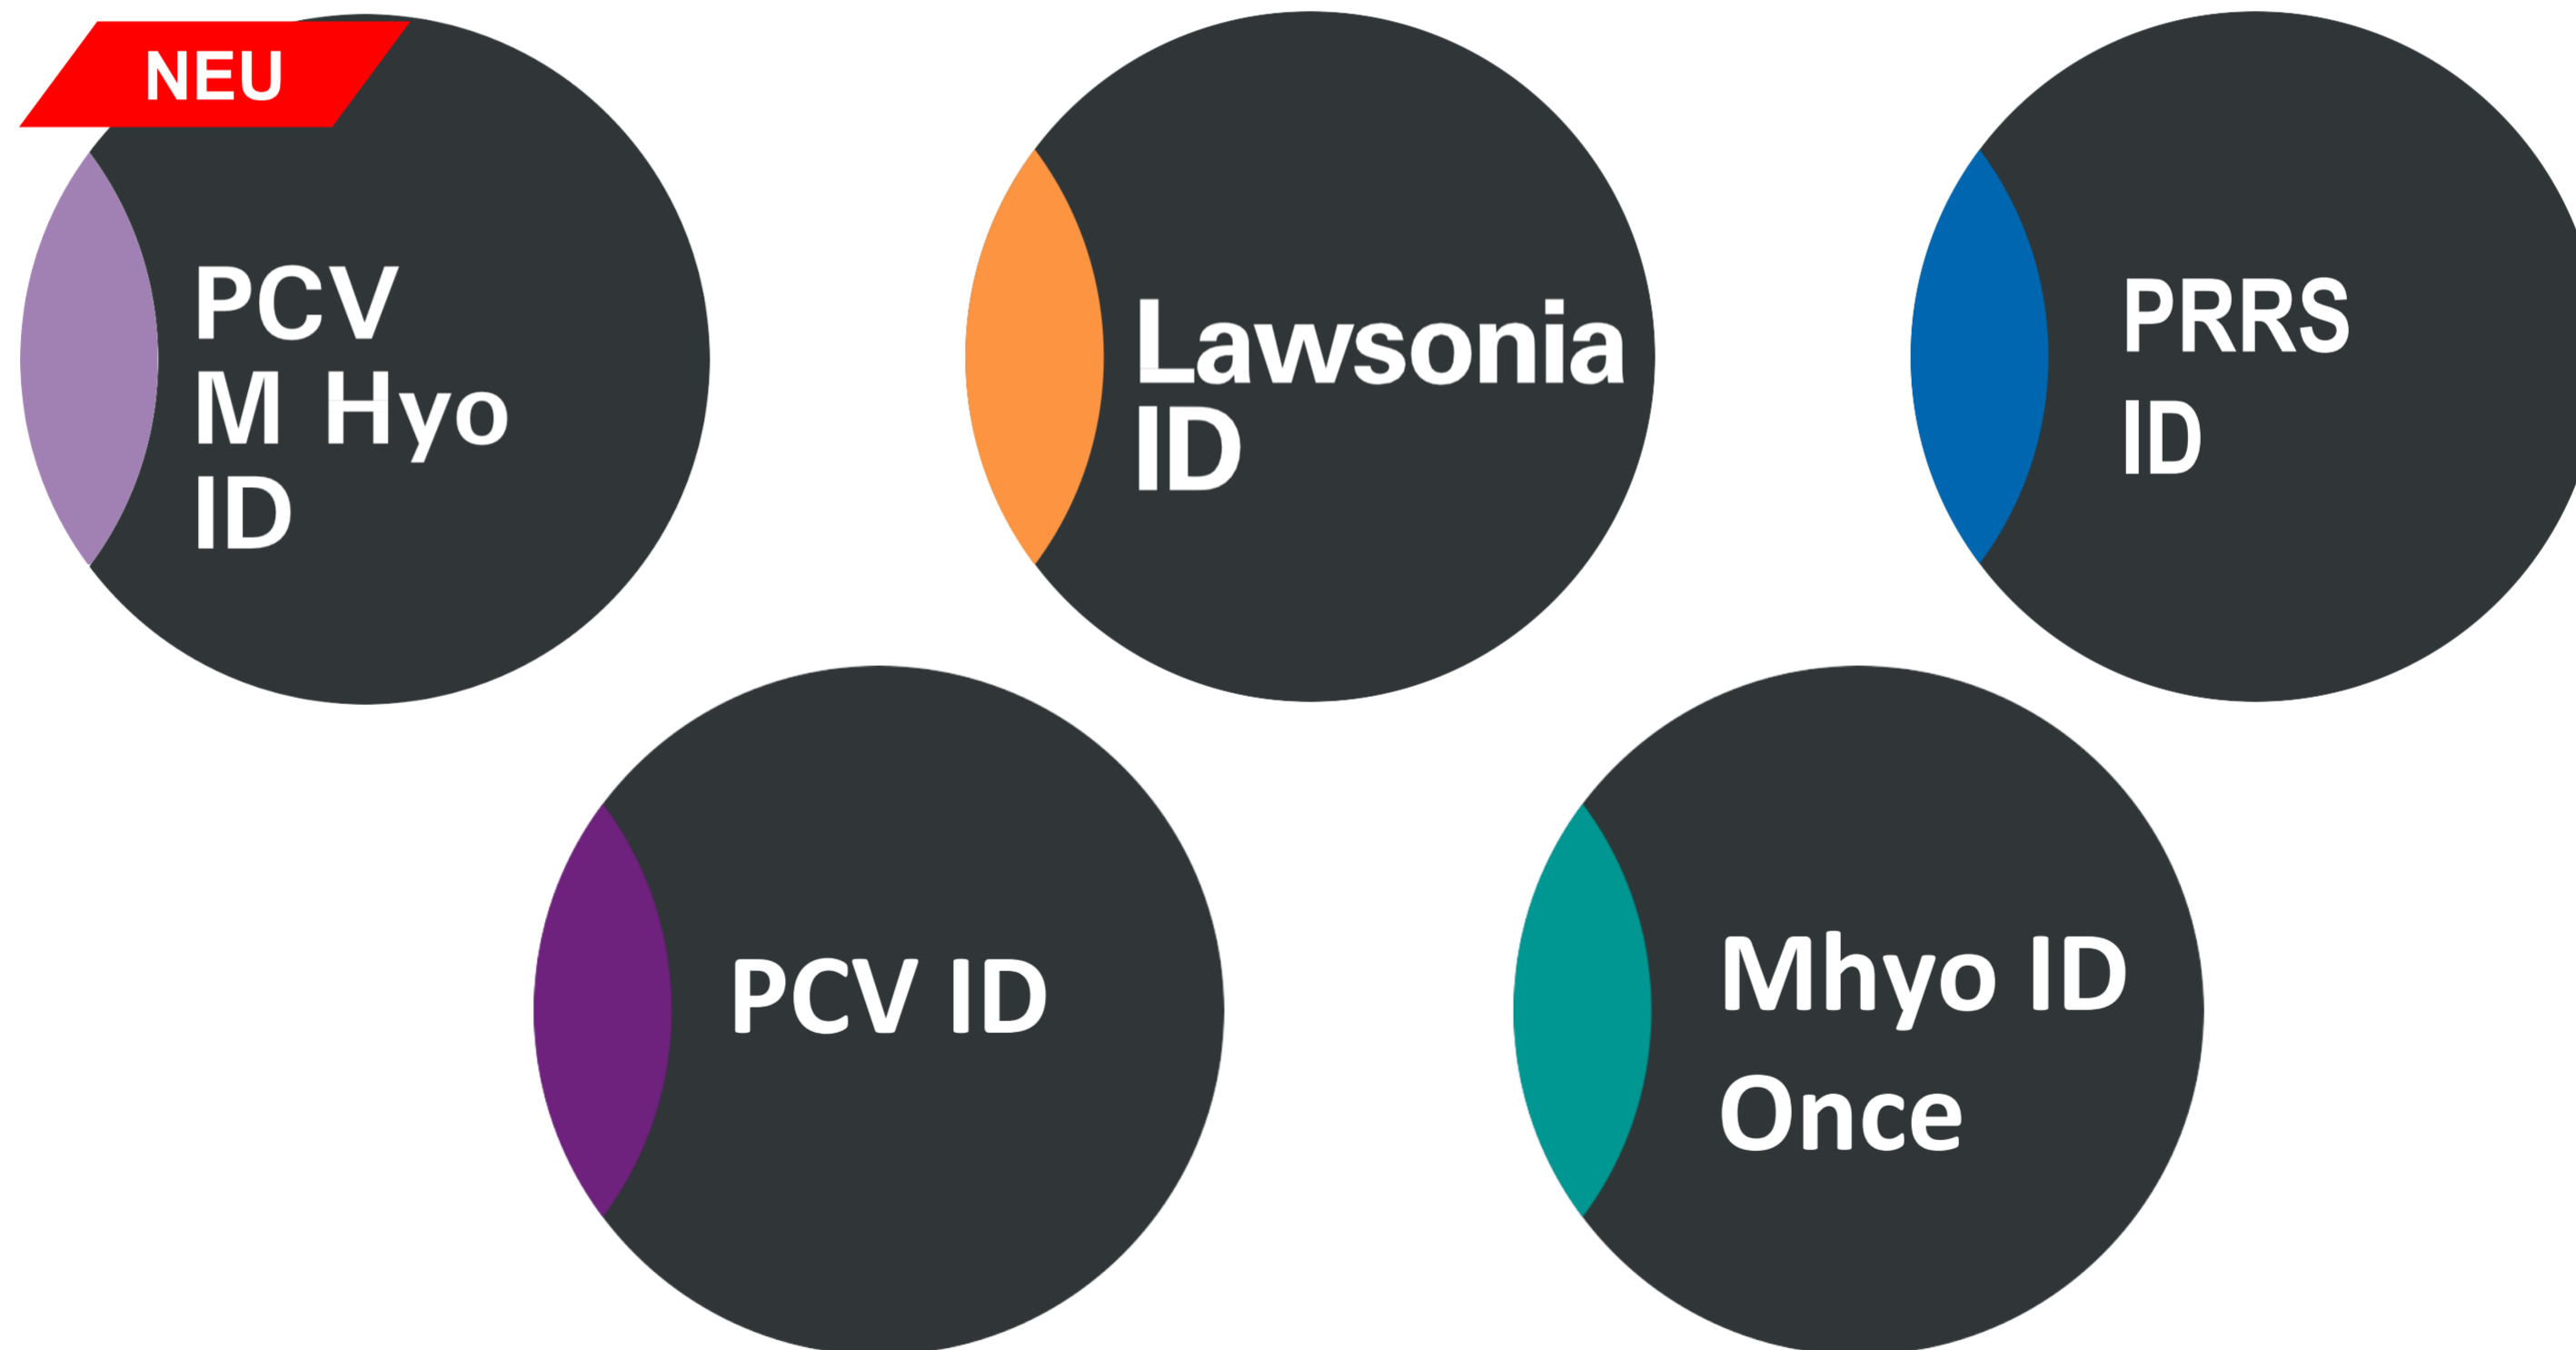 NEU
PCV
M Hyo
ID
Lawsonia
ID
PRRS
ID
PCV ID
Mhyo ID
Once